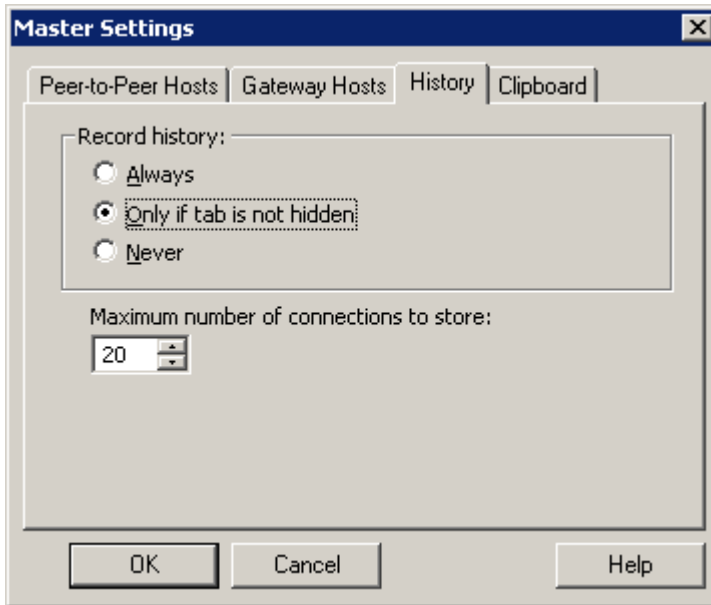 Master Settings
Peer-to-Peer Hosts Gateway Hosts History Clipboard
Record history:
Always
Only if tab is not hidden
Never
Maximum number of connections to store:
20
OK Cancel Help